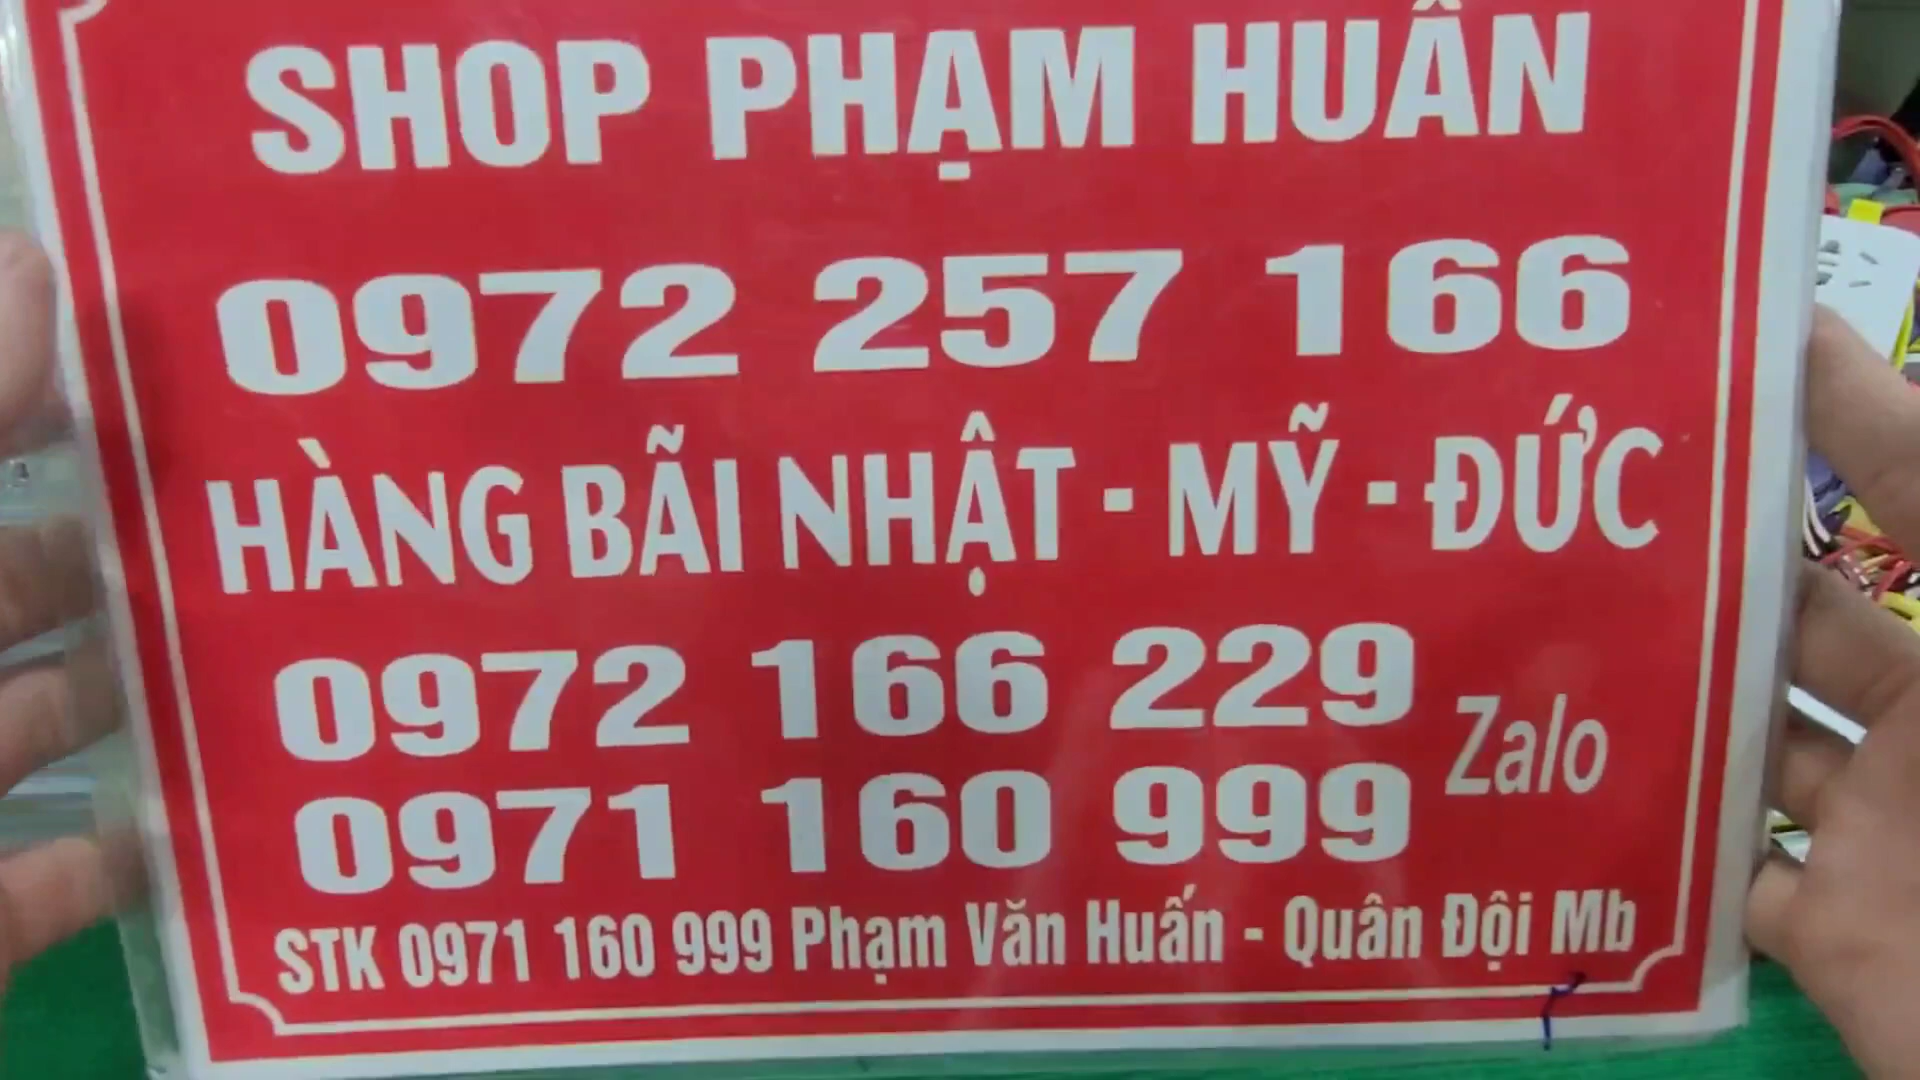 SHOP PHẠM HUẤN
0972 257 166
HÀNG BÃI NHẬT - MỸ - ĐỨC
0972 166 229
0971 160 999 Zalo
STK 0971 160 999 Phạm Văn Huấn - Quân Đội Mb